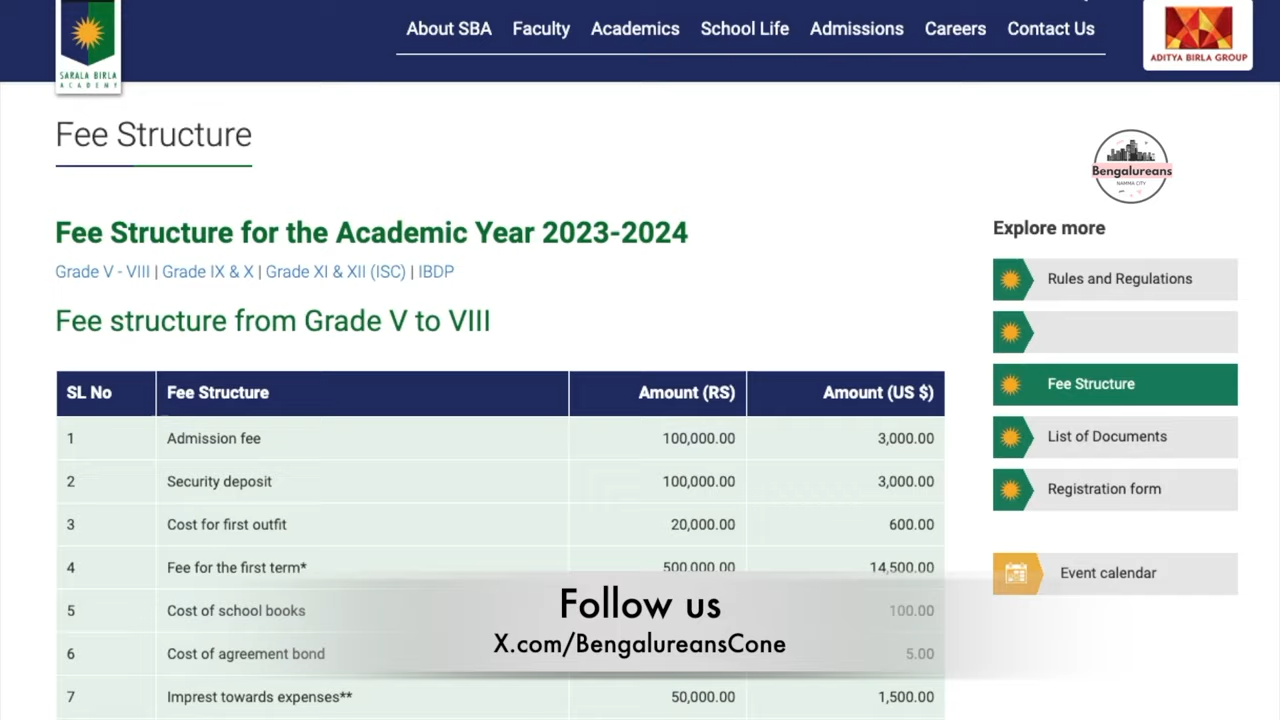 About SBA Faculty Academics School Life Admissions Careers Contact Us
SARALA BIRLA
ACADEMY
ADITYA BIRLA GROUP
Fee Structure
Bengalureans
NAMMA CITY
Fee Structure for the Academic Year 2023-2024
Grade V - VIII | Grade IX & X | Grade XI & XII (ISC) | IBDP
Fee structure from Grade V to VIII
SL No Fee Structure Amount (RS) Amount (US $)
1 Admission fee 100,000.00 3,000.00
2 Security deposit 100,000.00 3,000.00
3 Cost for first outfit 20,000.00 600.00
4 Fee for the first term* 500,000.00 14,500.00
5 Cost of school books 100.00
6 Cost of agreement bond 5.00
7 Imprest towards expenses** 50,000.00 1,500.00
Explore more
Rules and Regulations
Fee Structure
List of Documents
Registration form
Event calendar
Follow us
X.com/BengalureansCone